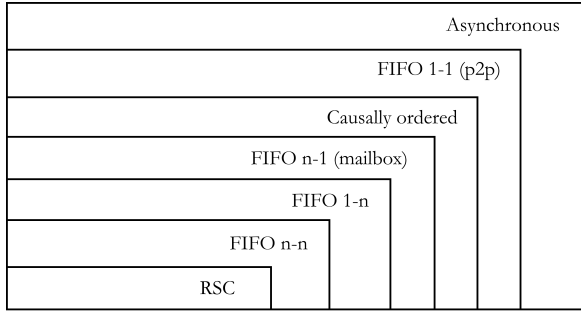 Asynchronous
FIFO 1-1 (p2p)
Causally ordered
FIFO n-1 (mailbox)
FIFO 1-n
FIFO n-n
RSC